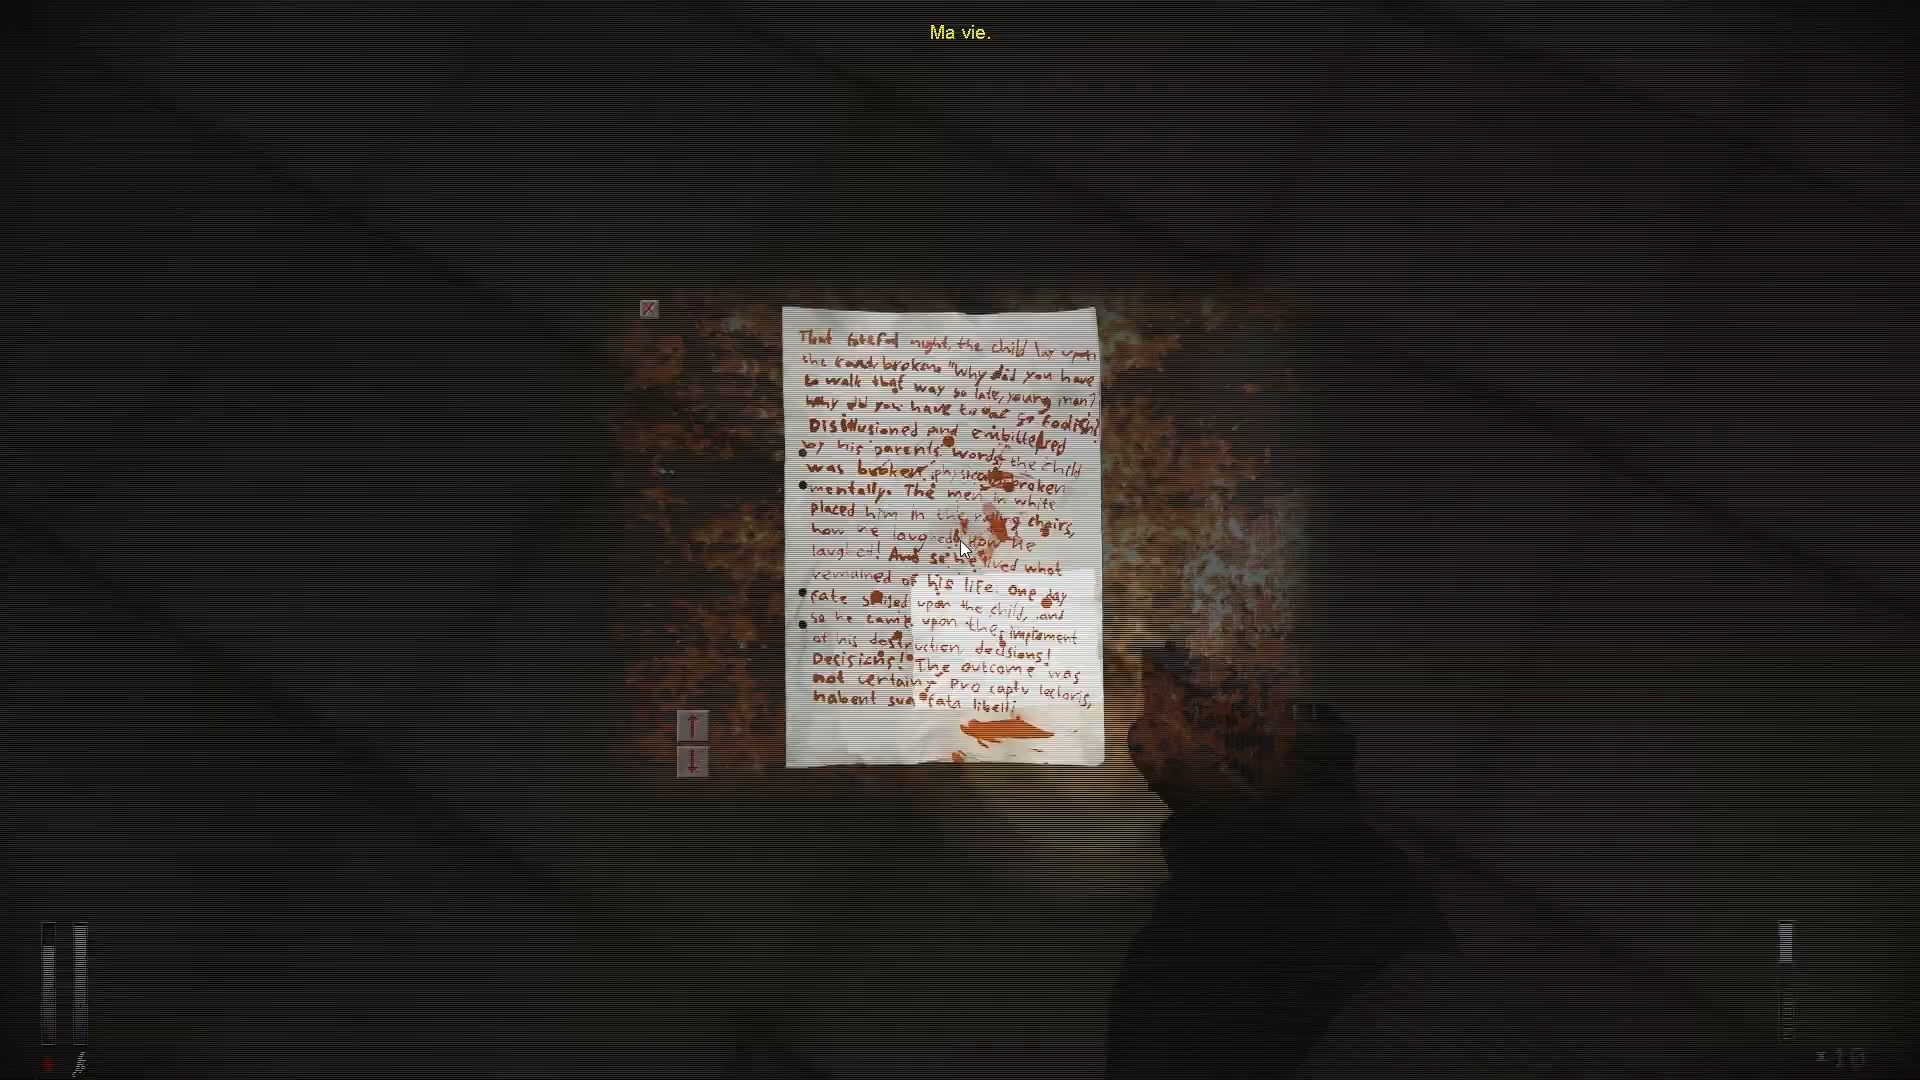 Ma vie.
That fateful night, the child lay upon
the road, broken. "Why did you have
to walk that way so late, young man?
Why did you have to be so foolish?
Disillusioned and embittered
by his parents words, the child
was broken, physically broken
mentally. The men in white
placed him in the rolling chairs,
how he laughed! How he
laughed! And so he lived what
remained of his life. One day
fate smiled upon the child, and
so he came upon the implement
of his destruction, decisions!
Decisions! The outcome was
not certain, Pro captu lectoris,
habent sua fata libelli